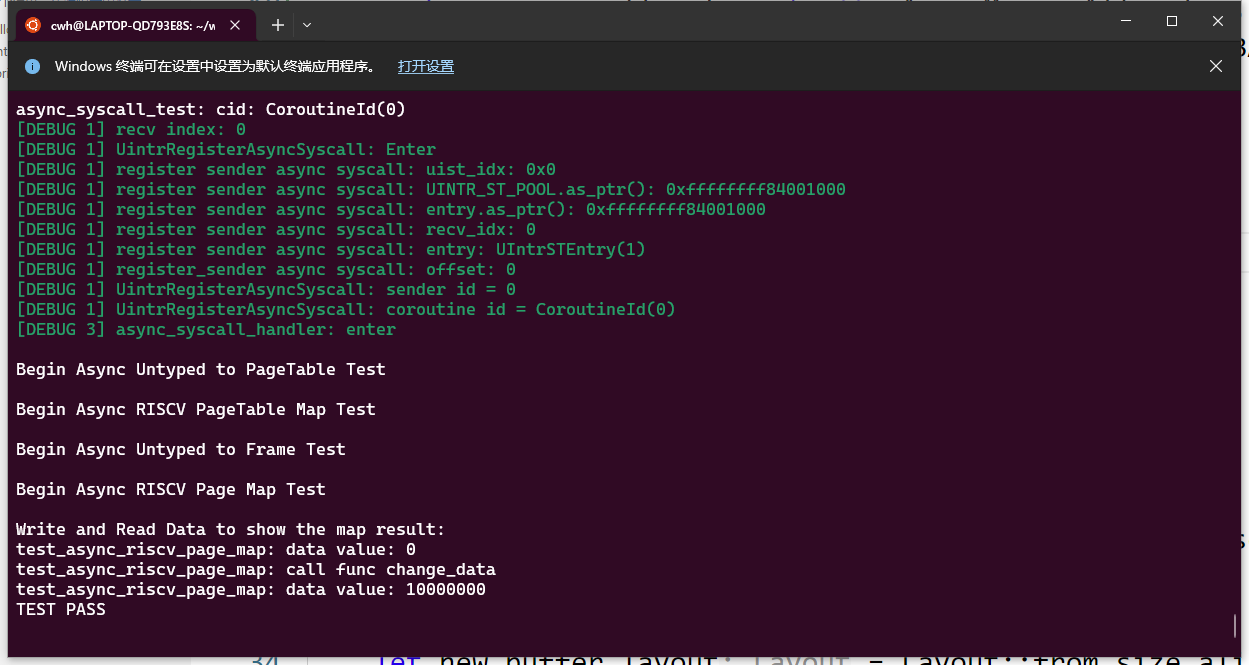 cwh@LAPTOP-QD793E8S: ~/w
Windows 终端可在设置中设置为默认终端应用程序。 打开设置
async_syscall_test: cid: CoroutineId(0)
[DEBUG 1] recv index: 0
[DEBUG 1] UintrRegisterAsyncSyscall: Enter
[DEBUG 1] register sender async syscall: uist_idx: 0x0
[DEBUG 1] register sender async syscall: UINTR_ST_POOL.as_ptr(): 0xffffffff84001000
[DEBUG 1] register sender async syscall: entry.as_ptr(): 0xffffffff84001000
[DEBUG 1] register sender async syscall: recv_idx: 0
[DEBUG 1] register sender async syscall: entry: UIntrSTEntry(1)
[DEBUG 1] register_sender async syscall: offset: 0
[DEBUG 1] UintrRegisterAsyncSyscall: sender id = 0
[DEBUG 1] UintrRegisterAsyncSyscall: coroutine id = CoroutineId(0)
[DEBUG 3] async_syscall_handler: enter
Begin Async Untyped to PageTable Test
Begin Async RISCV PageTable Map Test
Begin Async Untyped to Frame Test
Begin Async RISCV Page Map Test
Write and Read Data to show the map result:
test_async_riscv_page_map: data value: 0
test_async_riscv_page_map: call func change_data
test_async_riscv_page_map: data value: 10000000
TEST PASS
34 let new_buffer_layout: Layout = Layout::from_size_ali